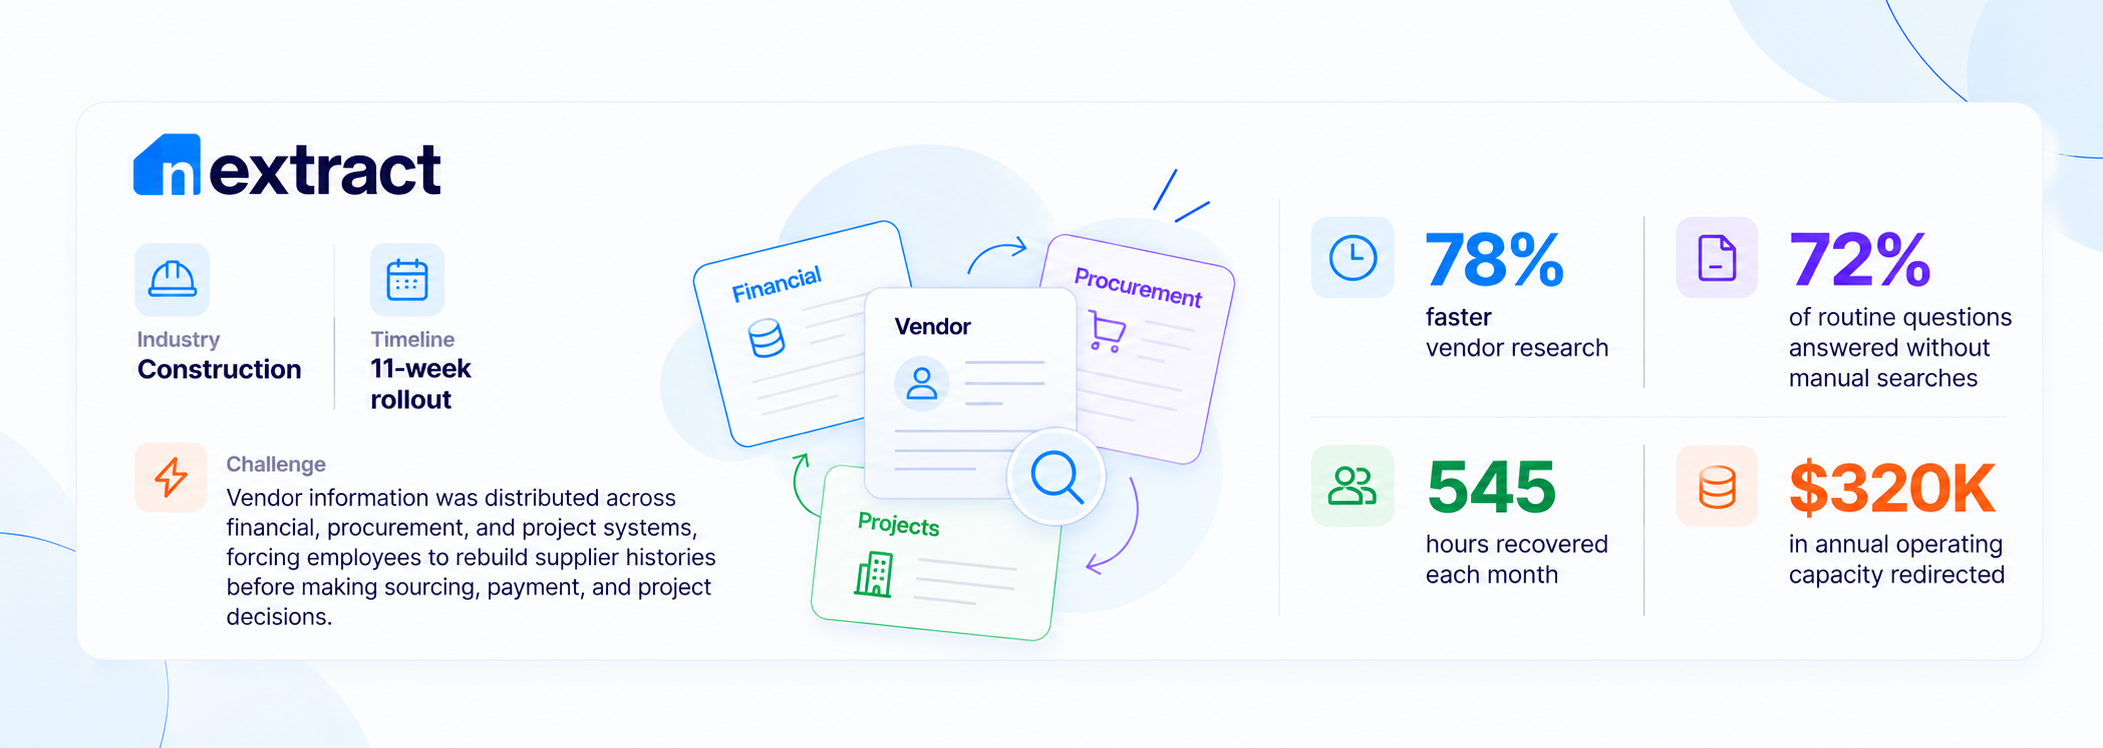 nextract
Industry
Construction
Timeline
11-week
rollout
Challenge
Vendor information was distributed across
financial, procurement, and project systems,
forcing employees to rebuild supplier histories
before making sourcing, payment, and project
decisions.
Financial
Procurement
Vendor
Projects
78%
faster
vendor research
72%
of routine questions
answered without
manual searches
545
hours recovered
each month
$320K
in annual operating
capacity redirected